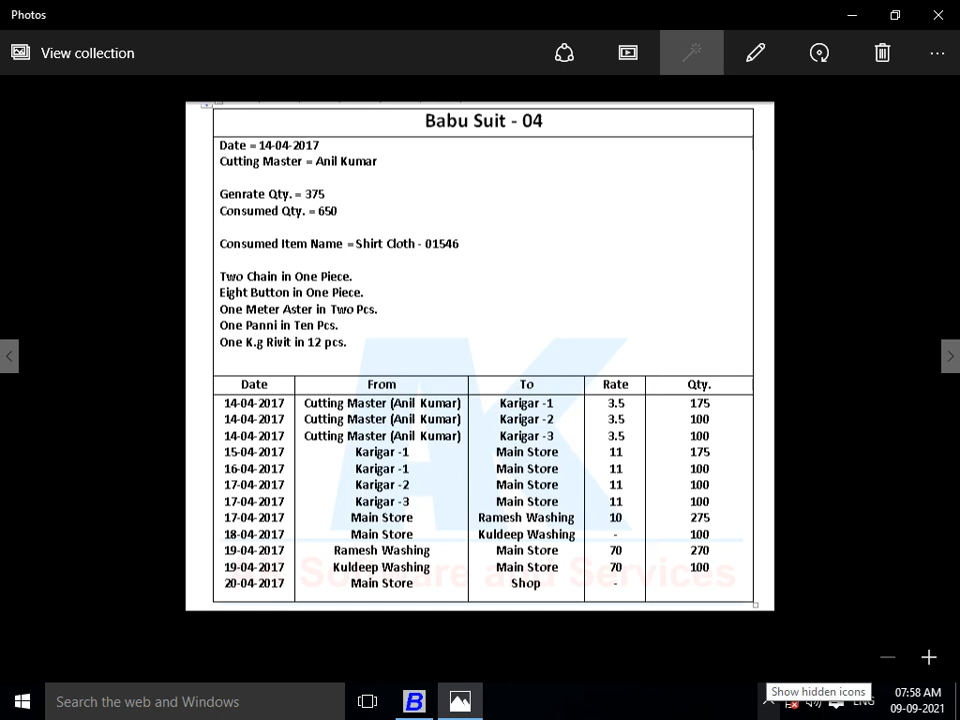 Photos
View collection
Babu Suit - 04
Date = 14-04-2017
Cutting Master = Anil Kumar
Genrate Qty. = 375
Consumed Qty. = 650
Consumed Item Name = Shirt Cloth - 01546
Two Chain in One Piece.
Eight Button in One Piece.
One Meter Aster in Two Pcs.
One Panni in Ten Pcs.
One K.g Rivit in 12 pcs.
Date From To Rate Qty.
14-04-2017 Cutting Master (Anil Kumar) Karigar -1 3.5 175
14-04-2017 Cutting Master (Anil Kumar) Karigar -2 3.5 100
14-04-2017 Cutting Master (Anil Kumar) Karigar -3 3.5 100
15-04-2017 Karigar -1 Main Store 11 175
16-04-2017 Karigar -1 Main Store 11 100
17-04-2017 Karigar -2 Main Store 11 100
17-04-2017 Karigar -3 Main Store 11 100
17-04-2017 Main Store Ramesh Washing 10 275
18-04-2017 Main Store Kuldeep Washing - 100
19-04-2017 Ramesh Washing Main Store 70 270
19-04-2017 Kuldeep Washing Main Store 70 100
20-04-2017 Main Store Shop -
AK
Software and Services
Search the web and Windows
B
Show hidden icons
ENG
07:58 AM
09-09-2021